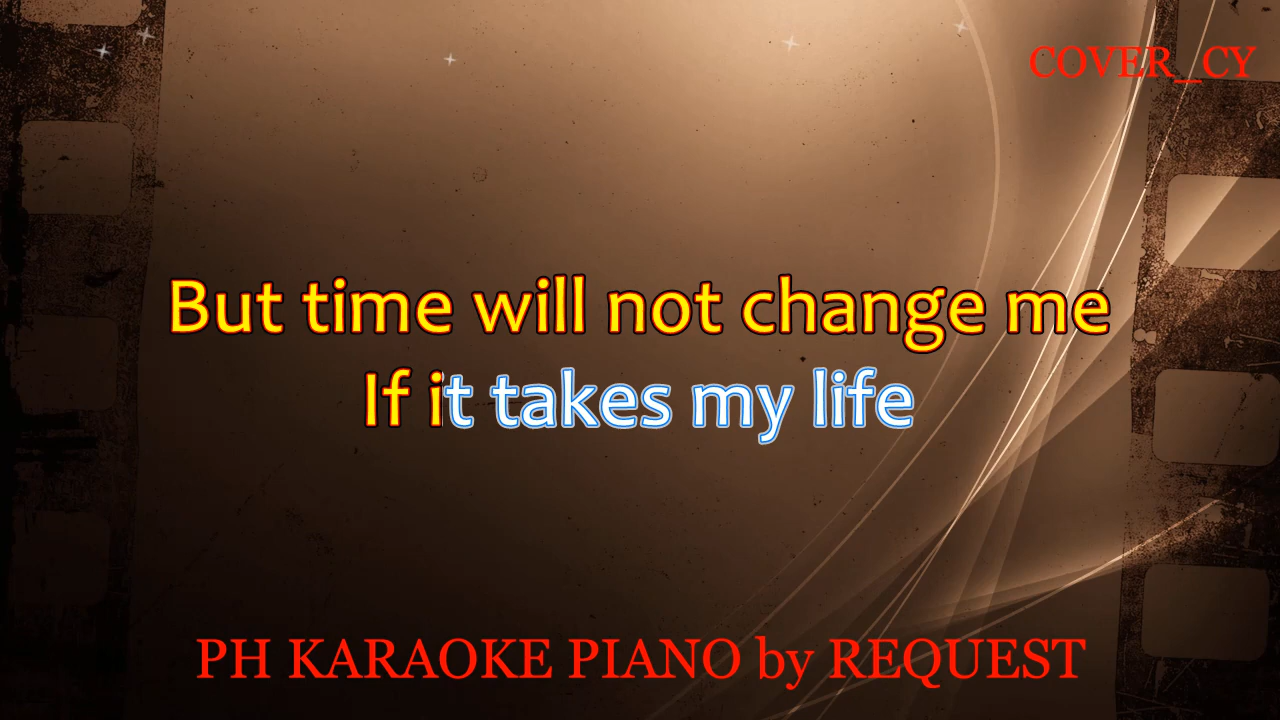 COVER_CY
But time will not change me
If it takes my life
PH KARAOKE PIANO by REQUEST